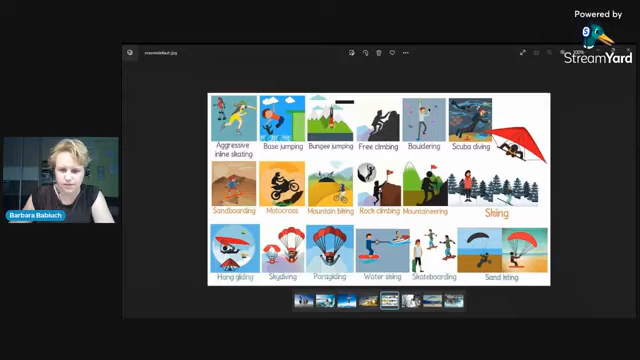 Powered by
StreamYard
Barbara Babiuch
Aggressive inline skating
Base jumping
Bungee jumping
Free climbing
Bouldering
Scuba diving
Sandboarding
Motocross
Mountain biking
Rock climbing
Mountaineering
Skiing
Hang gliding
Skydiving
Paragliding
Water skiing
Skateboarding
Sand kiting